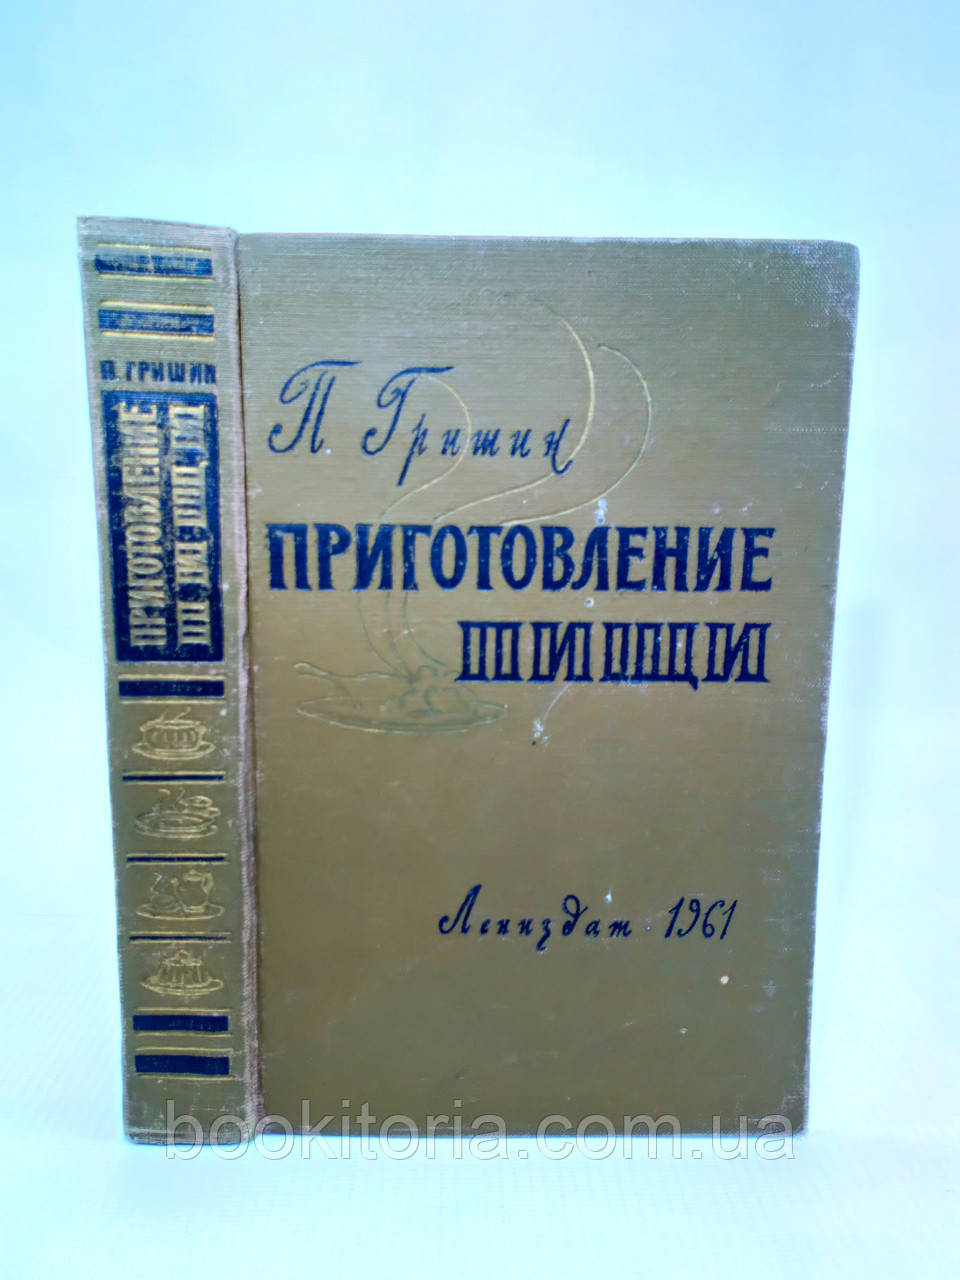 П. ГРИШИН
ПРИГОТОВЛЕНИЕ
ПИЩИ
П. Гришин
ПРИГОТОВЛЕНИЕ
ПИЩИ
Лениздат · 1961
bookitoria.com.ua